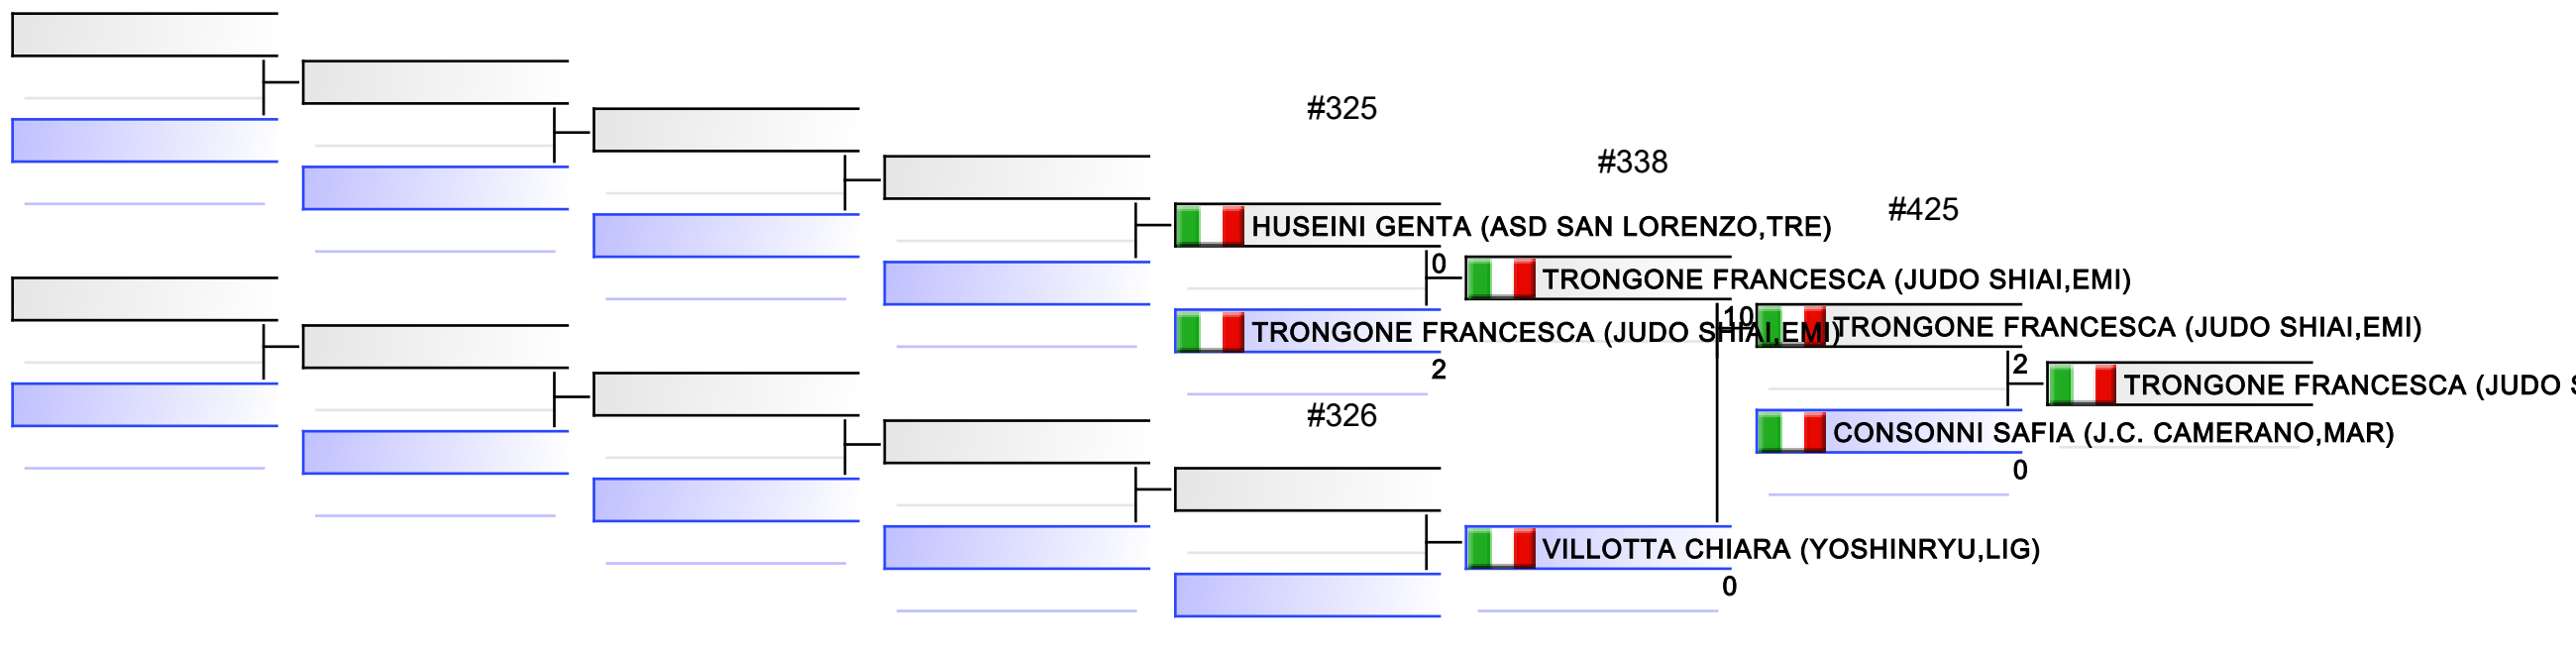 #325
#338
#425
HUSEINI GENTA (ASD SAN LORENZO,TRE)
0
TRONGONE FRANCESCA (JUDO SHIAI,EMI)
10
TRONGONE FRANCESCA (JUDO SHIAI,EMI)
TRONGONE FRANCESCA (JUDO SHIAI,EMI)
2
2
TRONGONE FRANCESCA (JUDO S
#326
CONSONNI SAFIA (J.C. CAMERANO,MAR)
0
VILLOTTA CHIARA (YOSHINRYU,LIG)
0